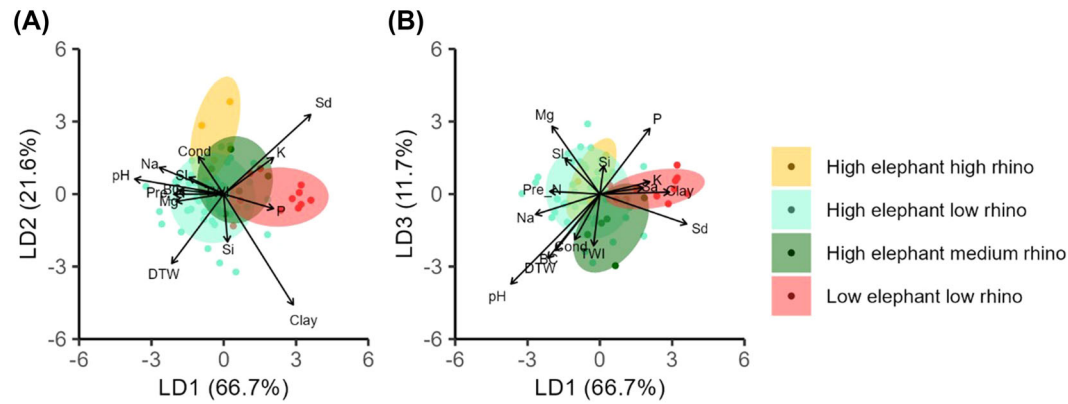 (A)
(B)
6
3
0
-3
-6
LD2 (21.6%)
Sd
Cond
K
Na
SI
pH
Pre
Mg
P
Si
DTW
Clay
-6
-3
0
3
6
LD1 (66.7%)
6
3
0
-3
-6
LD3 (11.7%)
Mg
P
SI
Si
K
Sa
Clay
Pre
N
Na
Sd
Cond
TWI
BC
DTW
pH
-6
-3
0
3
6
LD1 (66.7%)
High elephant high rhino
High elephant low rhino
High elephant medium rhino
Low elephant low rhino